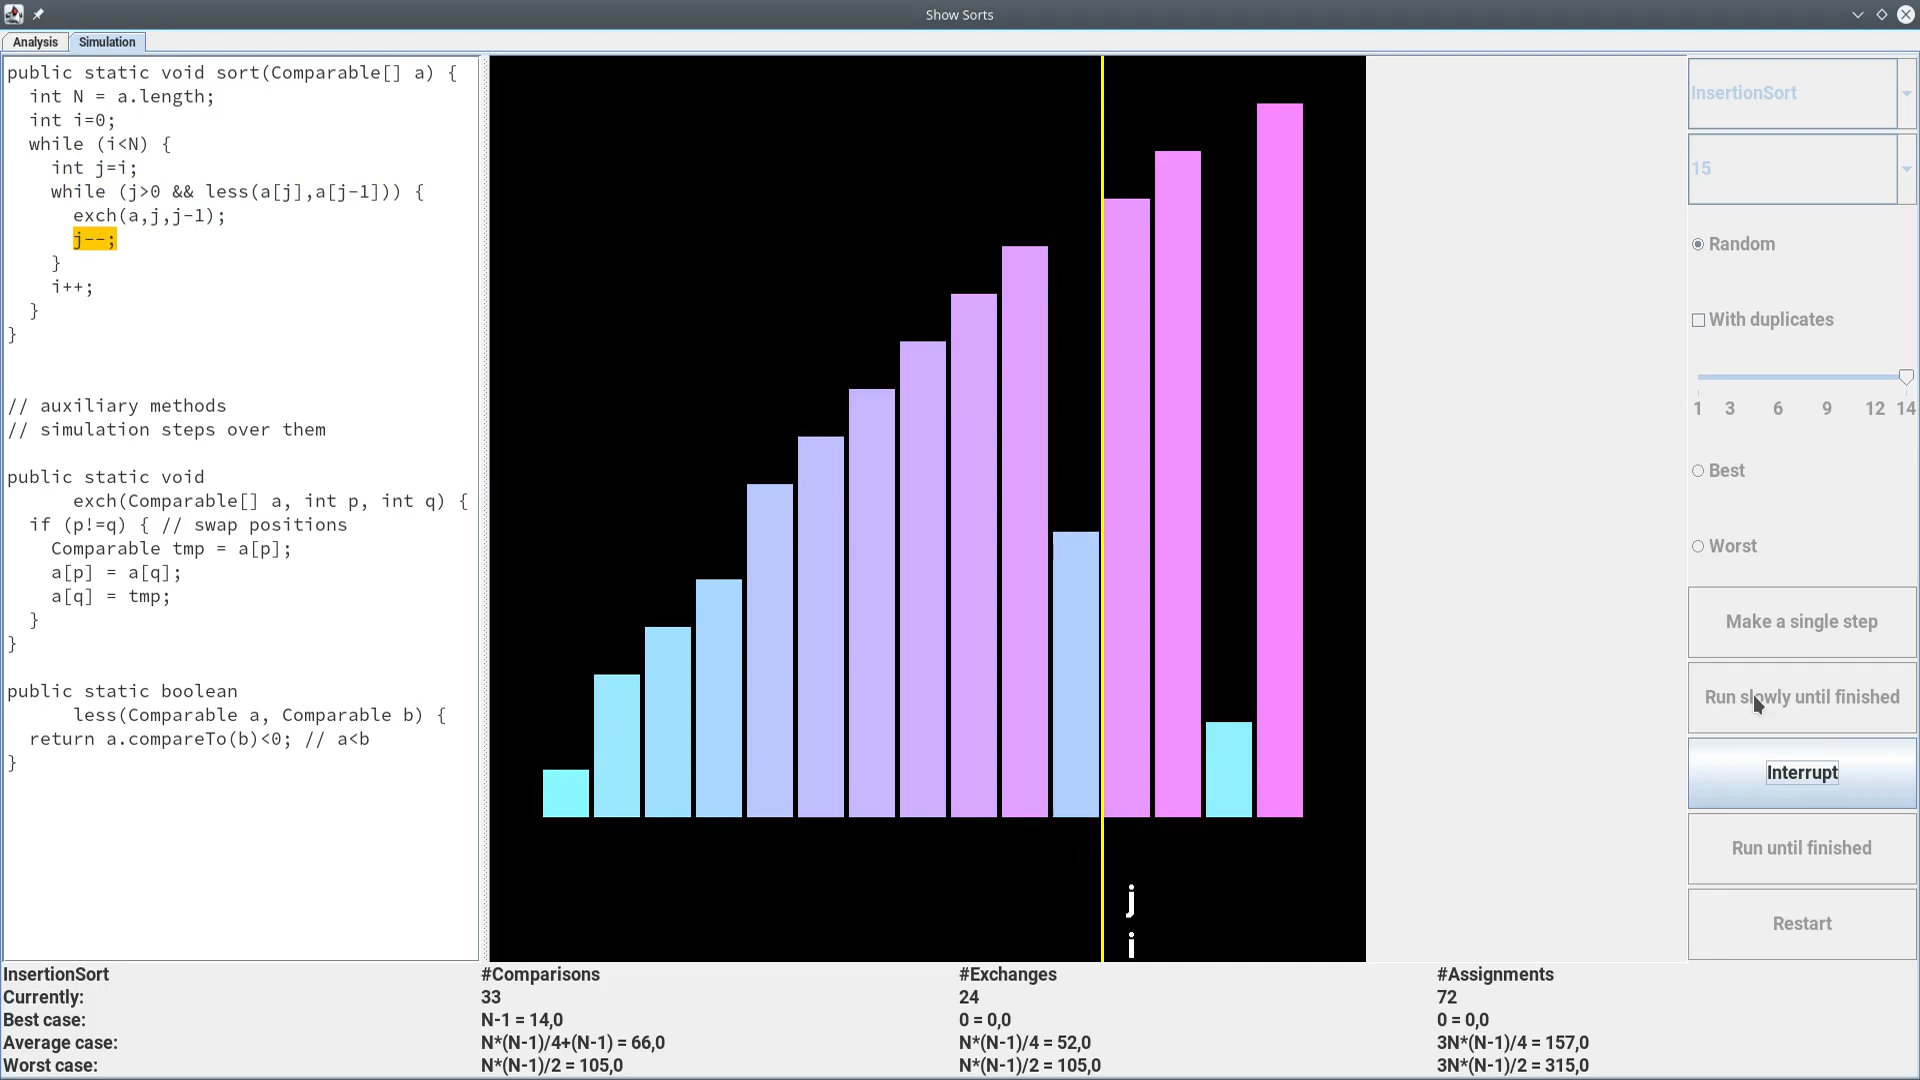 Show Sorts
Analysis
Simulation
public static void sort(Comparable[] a) {
int N = a.length;
int i=0;
while (i<N) {
int j=i;
while (j>0 && less(a[j],a[j-1])) {
exch(a,j,j-1);
j--;
}
i++;
}
}
// auxiliary methods
// simulation steps over them
public static void
exch(Comparable[] a, int p, int q) {
if (p!=q) { // swap positions
Comparable tmp = a[p];
a[p] = a[q];
a[q] = tmp;
}
}
public static boolean
less(Comparable a, Comparable b) {
return a.compareTo(b)<0; // a<b
}
j
i
InsertionSort
15
Random
With duplicates
1 3 6 9 12 14
Best
Worst
Make a single step
Run slowly until finished
Interrupt
Run until finished
Restart
InsertionSort #Comparisons #Exchanges #Assignments
Currently: 33 24 72
Best case: N-1 = 14,0 0 = 0,0 0 = 0,0
Average case: N*(N-1)/4+(N-1) = 66,0 N*(N-1)/4 = 52,0 3N*(N-1)/4 = 157,0
Worst case: N*(N-1)/2 = 105,0 N*(N-1)/2 = 105,0 3N*(N-1)/2 = 315,0